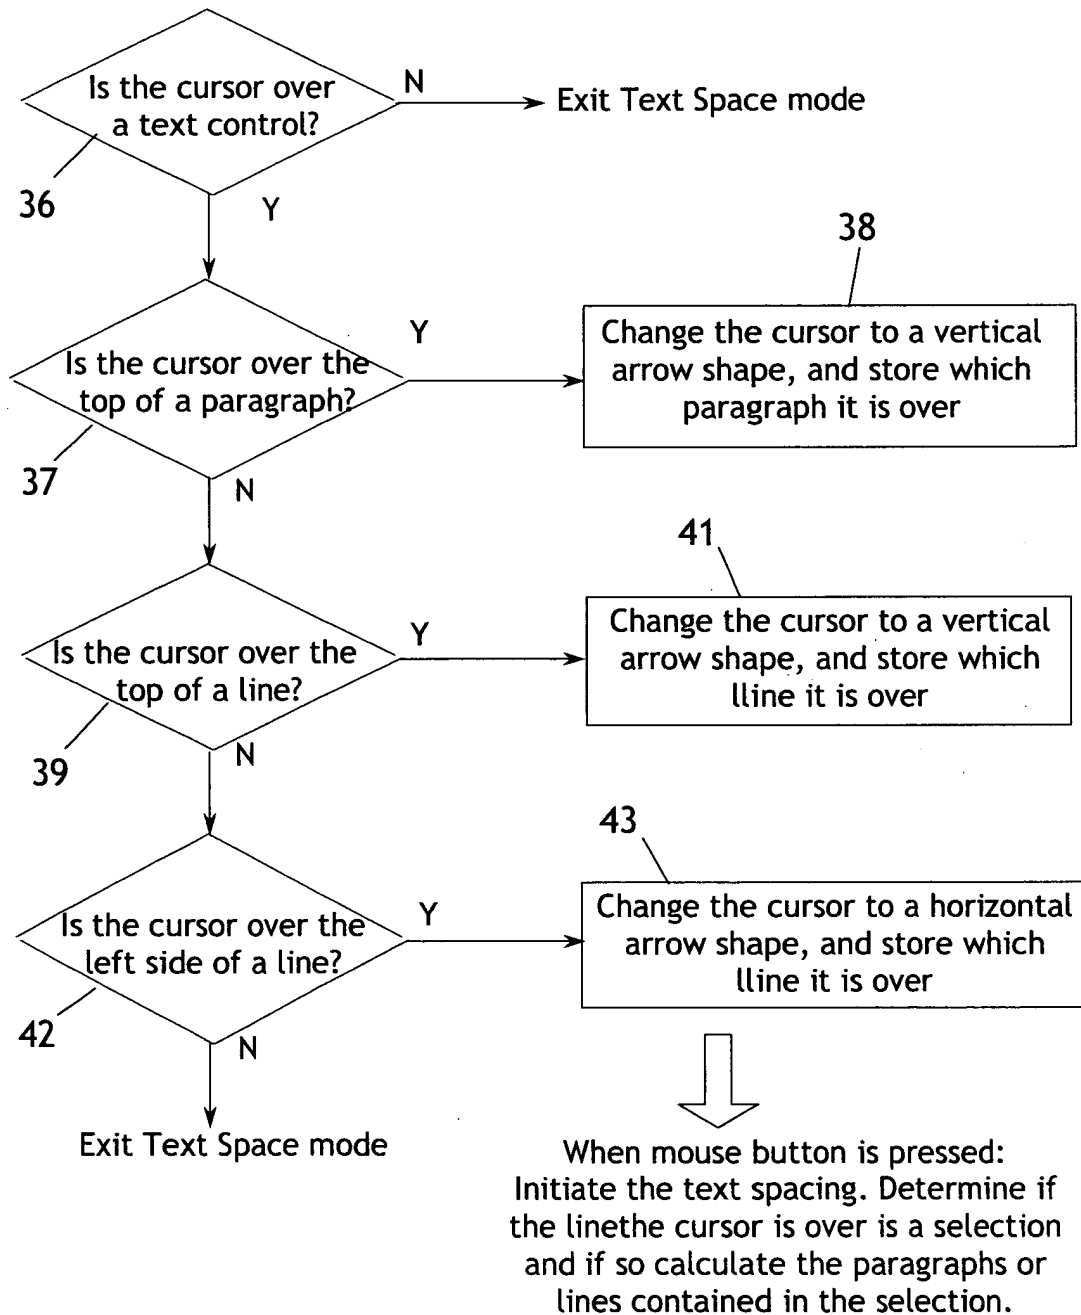 Is the cursor over
a text control?
N
Exit Text Space mode
36
Y
38
Is the cursor over the
top of a paragraph?
Y
Change the cursor to a vertical
arrow shape, and store which
paragraph it is over
37
N
41
Is the cursor over the
top of a line?
Y
Change the cursor to a vertical
arrow shape, and store which
lline it is over
39
N
43
Is the cursor over the
left side of a line?
Y
Change the cursor to a horizontal
arrow shape, and store which
lline it is over
42
N
Exit Text Space mode
When mouse button is pressed:
Initiate the text spacing. Determine if
the linethe cursor is over is a selection
and if so calculate the paragraphs or
lines contained in the selection.